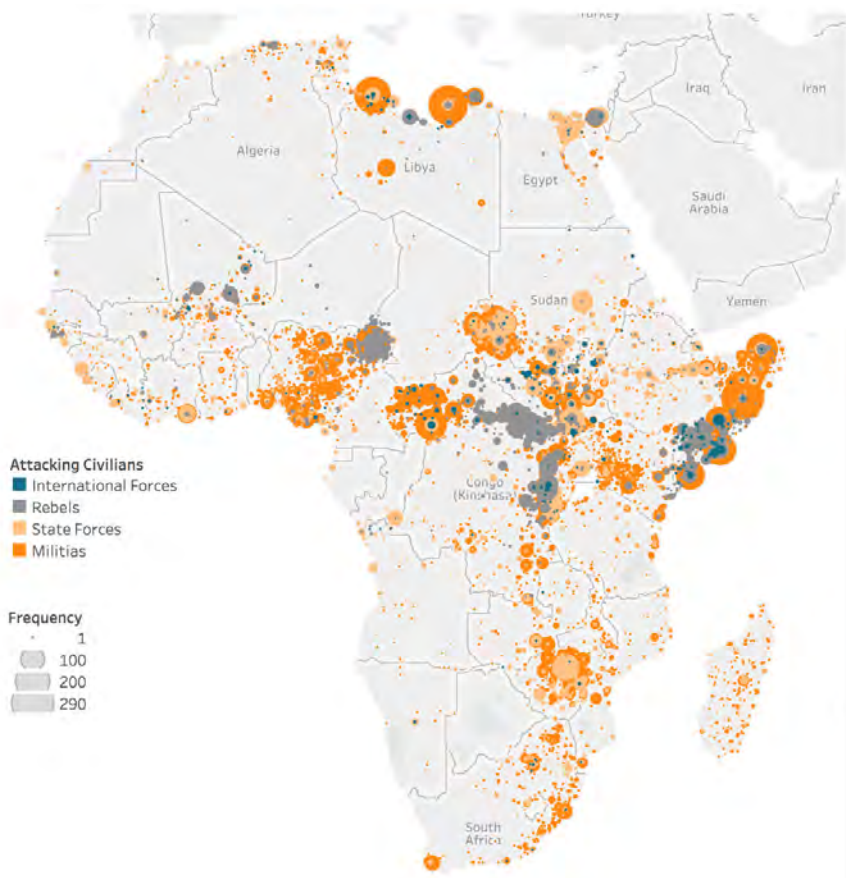 Turkey
Iraq
Iran
Algeria
Libya
Egypt
Saudi
Arabia
Sudan
Yemen
Congo
(Kinshasa)
South
Africa
Attacking Civilians
International Forces
Rebels
State Forces
Militias
Frequency
1
100
200
290